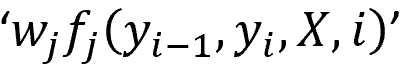 ‘w_j f_j(y_{i−1}, y_i, X, i)’